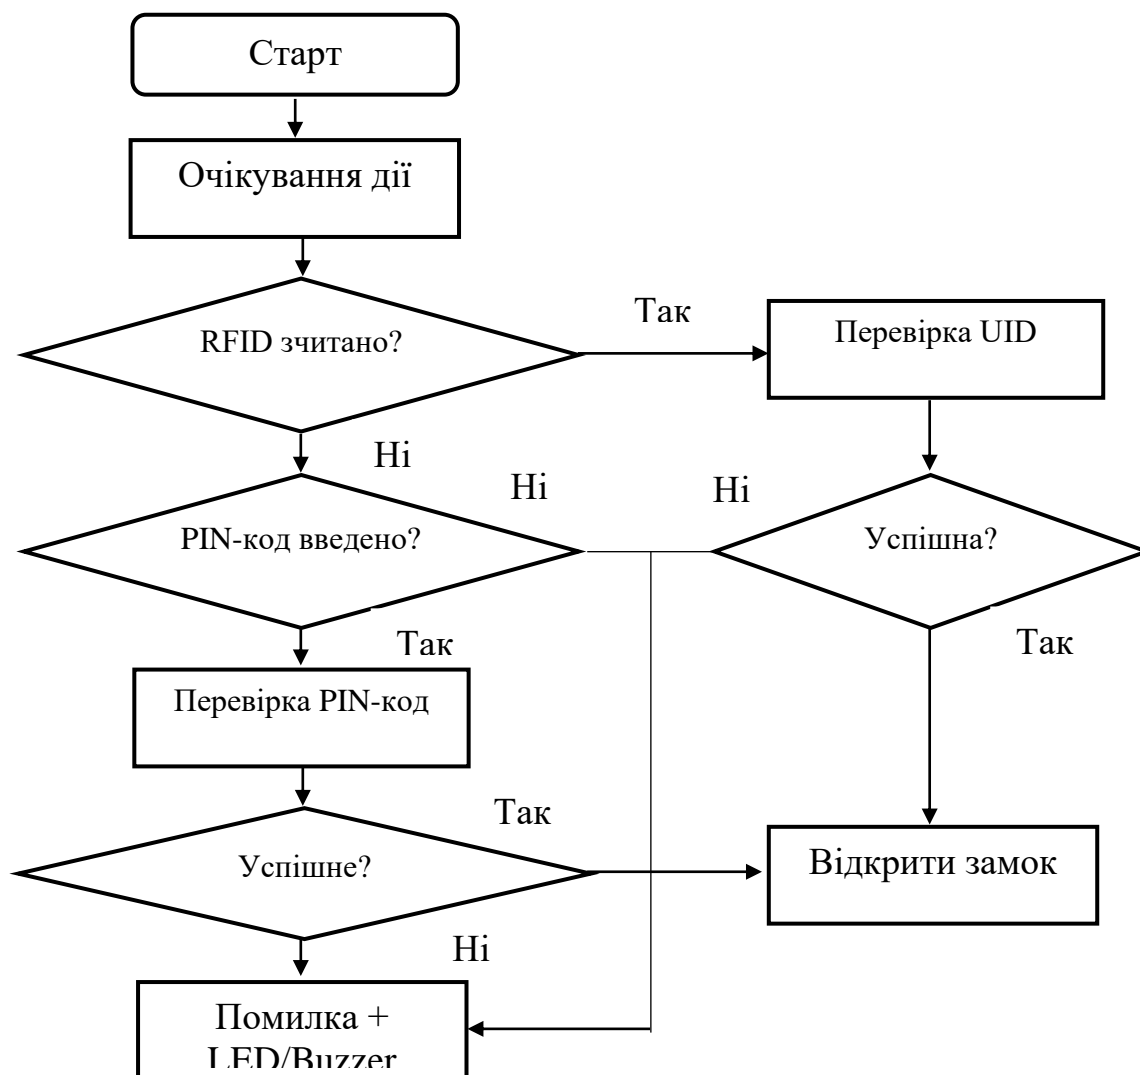 Старт
Очікування дії
RFID зчитано?
Так
Перевірка UID
Ні
Ні
Ні
PIN-код введено?
Успішна?
Так
Так
Перевірка PIN-код
Так
Успішне?
Відкрити замок
Ні
Помилка +
LED/Buzzer